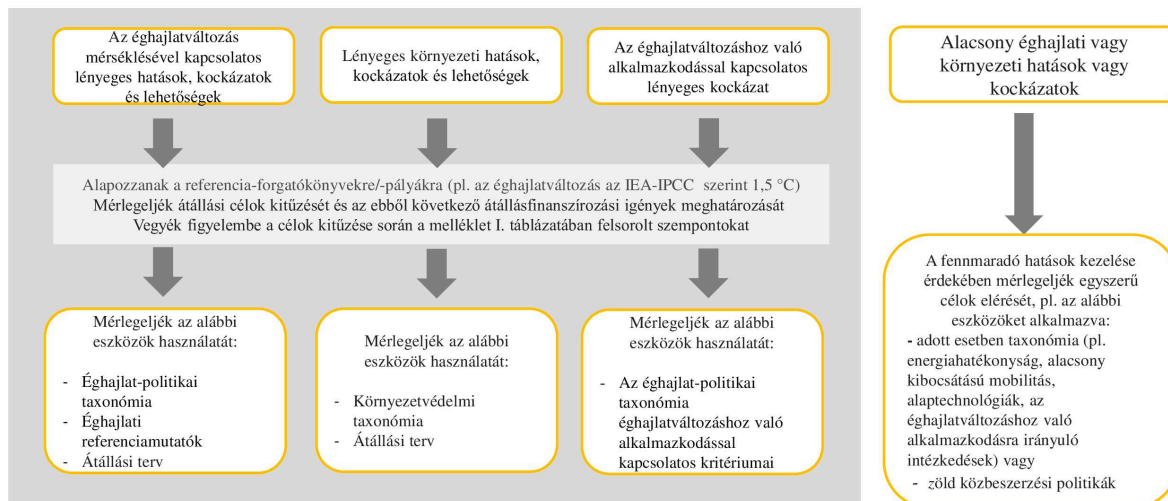 Az éghajlatváltozás
mérséklésével kapcsolatos
lényeges hatások, kockázatok
és lehetőségek
Lényeges környezeti hatások,
kockázatok és lehetőségek
Az éghajlatváltozáshoz való
alkalmazkodással kapcsolatos
lényeges kockázat
Alacsony éghajlati vagy
környezeti hatások vagy
kockázatok
Alapozzanak a referencia-forgatókönyvekre/-pályákra (pl. az éghajlatváltozás az IEA-IPCC szerint 1,5 °C)
Mérlegeljék átállási célok kitűzését és az ebből következő átállásfinanszírozási igények meghatározását
Vegyék figyelembe a célok kitűzése során a melléklet I. táblázatában felsorolt szempontokat
Mérlegeljék az alábbi
eszközök használatát:
- Éghajlat-politikai
taxonómia
- Éghajlati
referenciamutatók
- Átállási terv
Mérlegeljék az alábbi
eszközök használatát:
- Környezetvédelmi
taxonómia
- Átállási terv
Mérlegeljék az alábbi
eszközök használatát:
- Az éghajlat-politikai
taxonómia
éghajlatváltozáshoz való
alkalmazkodással
kapcsolatos kritériumai
A fennmaradó hatások kezelése
érdekében mérlegeljék egyszerű
célok elérését, pl. az alábbi
eszközöket alkalmazva:
- adott esetben taxonómia (pl.
energiahatékonyság, alacsony
kibocsátású mobilitás,
alaptechnológiák, az
éghajlatváltozáshoz való
alkalmazkodásra irányuló
intézkedések) vagy
- zöld közbeszerzési politikák